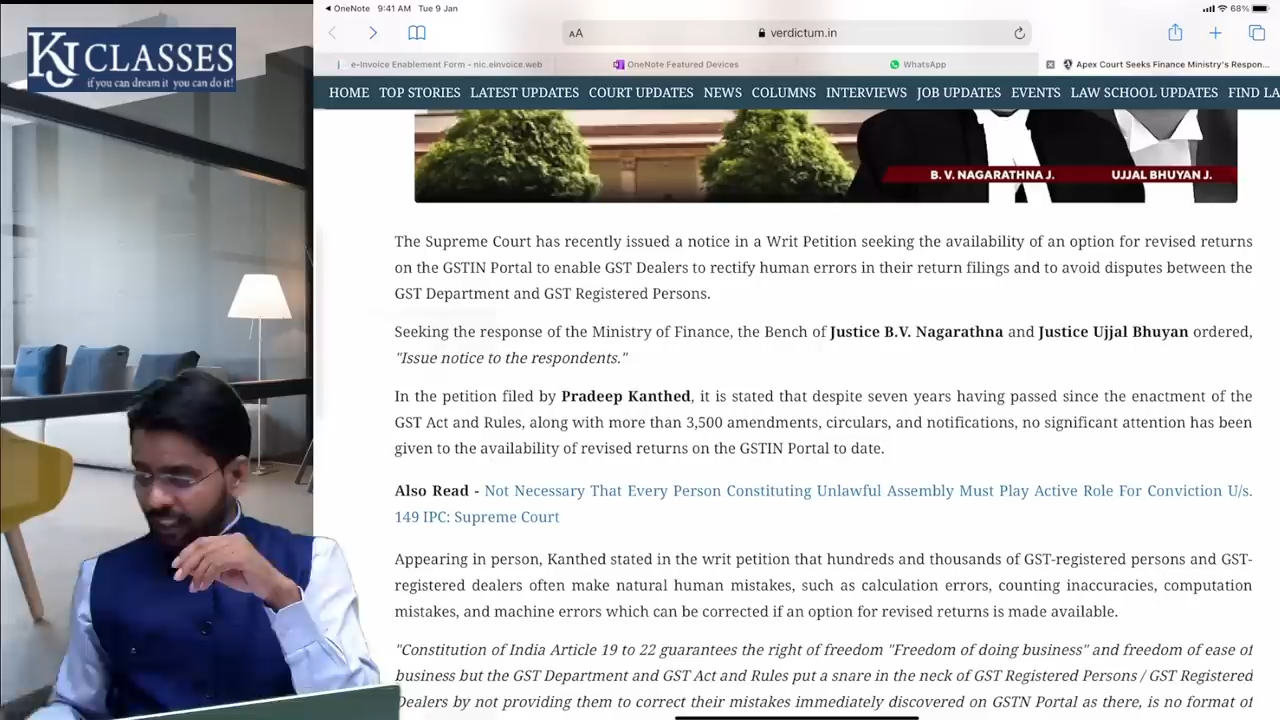 OneNote 9:41 AM Tue 9 Jan 68%
AA verdictum.in
e-Invoice Enablement Form - nic.einvoice.web OneNote Featured Devices WhatsApp Apex Court Seeks Finance Ministry's Respon...
KJ CLASSES
if you can dream it you can do it!
HOME TOP STORIES LATEST UPDATES COURT UPDATES NEWS COLUMNS INTERVIEWS JOB UPDATES EVENTS LAW SCHOOL UPDATES FIND LA
B. V. NAGARATHNA J. UJJAL BHUYAN J.
The Supreme Court has recently issued a notice in a Writ Petition seeking the availability of an option for revised returns
on the GSTIN Portal to enable GST Dealers to rectify human errors in their return filings and to avoid disputes between the
GST Department and GST Registered Persons.
Seeking the response of the Ministry of Finance, the Bench of Justice B.V. Nagarathna and Justice Ujjal Bhuyan ordered,
"Issue notice to the respondents."
In the petition filed by Pradeep Kanthed, it is stated that despite seven years having passed since the enactment of the
GST Act and Rules, along with more than 3,500 amendments, circulars, and notifications, no significant attention has been
given to the availability of revised returns on the GSTIN Portal to date.
Also Read - Not Necessary That Every Person Constituting Unlawful Assembly Must Play Active Role For Conviction U/s.
149 IPC: Supreme Court
Appearing in person, Kanthed stated in the writ petition that hundreds and thousands of GST-registered persons and GST-
registered dealers often make natural human mistakes, such as calculation errors, counting inaccuracies, computation
mistakes, and machine errors which can be corrected if an option for revised returns is made available.
"Constitution of India Article 19 to 22 guarantees the right of freedom "Freedom of doing business" and freedom of ease of
business but the GST Department and GST Act and Rules put a snare in the neck of GST Registered Persons / GST Registered
Dealers by not providing them to correct their mistakes immediately discovered on GSTN Portal as there, is no format of